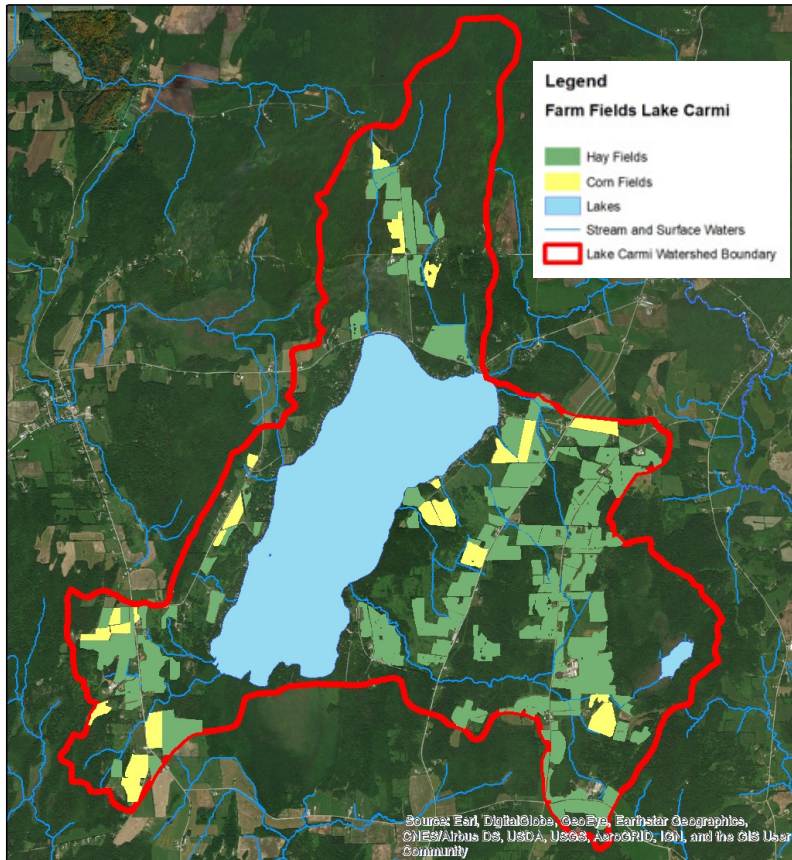 Legend
Farm Fields Lake Carmi
Hay Fields
Corn Fields
Lakes
Stream and Surface Waters
Lake Carmi Watershed Boundary
Source: Esri, DigitalGlobe, GeoEye, Earthstar Geographics,
CNES/Airbus DS, USDA, USGS, AeroGRID, IGN, and the GIS User
Community